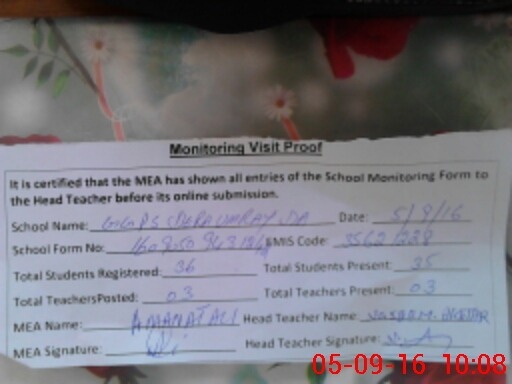 Monitoring Visit Proof
It is certified that the MEA has shown all entries of the School Monitoring Form to
the Head Teacher before its online submission.
School Name: GGPS Date: 5/9/16
School Form No: EMIS Code:
Total Students Registered: 36 Total Students Present: 35
Total TeachersPosted: 03 Total Teachers Present: 03
MEA Name: AMANAT ALI Head Teacher Name:
MEA Signature: Head Teacher Signature:
05-09-16 10:08